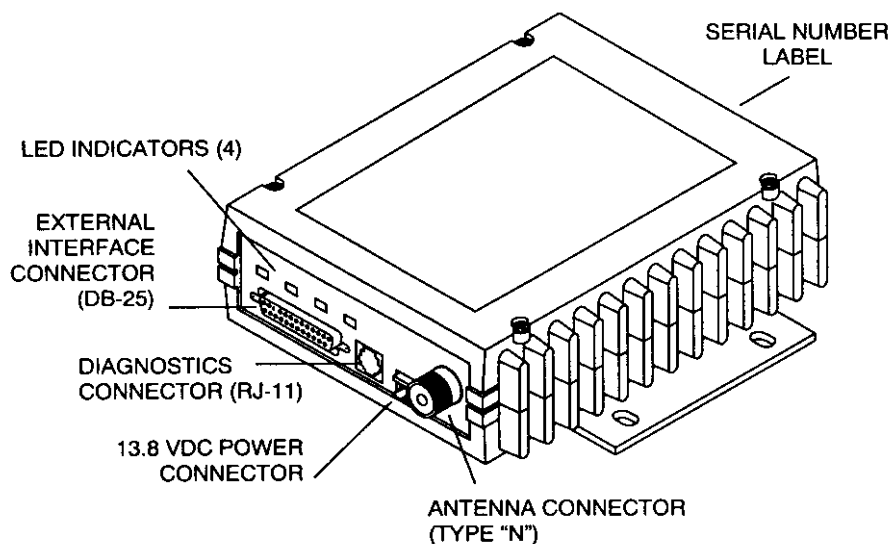 SERIAL NUMBER
LABEL
LED INDICATORS (4)
EXTERNAL
INTERFACE
CONNECTOR
(DB-25)
DIAGNOSTICS
CONNECTOR (RJ-11)
13.8 VDC POWER
CONNECTOR
ANTENNA CONNECTOR
(TYPE “N”)